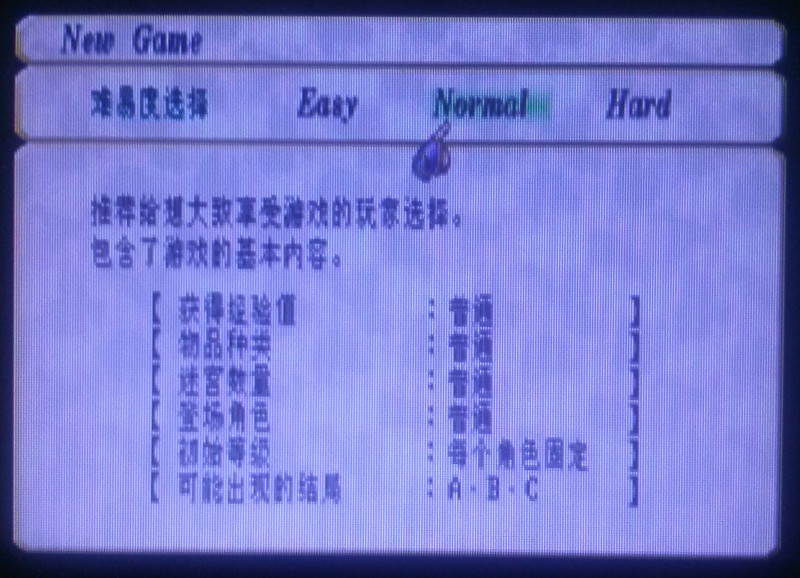 New Game
难易度选择 Easy Normal Hard
推荐给想大致享受游戏的玩家选择。
包含了游戏的基本内容。
【 获得经验值 : 普通 】
【 物品种类 : 普通 】
【 迷宫数量 : 普通 】
【 登场角色 : 普通 】
【 初始等级 : 每个角色固定 】
【 可能出现的结局 : A·B·C 】